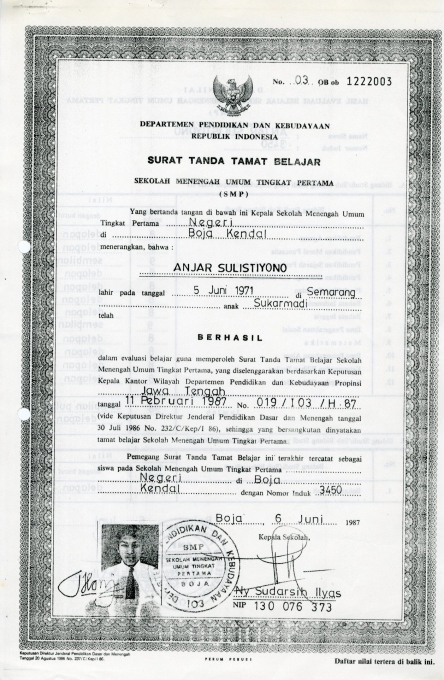 No. 03 OB ob 1222003
DEPARTEMEN PENDIDIKAN DAN KEBUDAYAAN
REPUBLIK INDONESIA
SURAT TANDA TAMAT BELAJAR
SEKOLAH MENENGAH UMUM TINGKAT PERTAMA
(SMP)
Yang bertanda tangan di bawah ini Kepala Sekolah Menengah Umum
Tingkat Pertama Negeri
di Boja Kendal
menerangkan, bahwa :
ANJAR SULISTIYONO
lahir pada tanggal 5 Juni 1971 di Semarang
anak Sukarmadi
telah
BERHASIL
dalam evaluasi belajar guna memperoleh Surat Tanda Tamat Belajar Sekolah
Menengah Umum Tingkat Pertama, yang diselenggarakan berdasarkan Keputusan
Kepala Kantor Wilayah Departemen Pendidikan dan Kebudayaan Propinsi
Jawa Tengah
tanggal 11 Pebruari 1987 No. 019/103/H 87
(vide Keputusan Direktur Jenderal Pendidikan Dasar dan Menengah tanggal
30 Juli 1986 No. 232/C/Kep/I 86), sehingga yang bersangkutan dinyatakan
tamat belajar Sekolah Menengah Umum Tingkat Pertama.
Pemegang Surat Tanda Tamat Belajar ini terakhir tercatat sebagai
siswa pada Sekolah Menengah Umum Tingkat Pertama
Negeri di Boja
Kendal dengan Nomor Induk 3450
Boja, 6 Juni 1987
Kepala Sekolah,
PENDIDIKAN DAN KEBUDAYAAN
SMP
SEKOLAH MENENGAH
UMUM TINGKAT
PERTAMA
BOJA
103
Ny Sudarsih Ilyas
NIP 130 076 373
Keputusan Direktur Jenderal Pendidikan Dasar dan Menengah
Tanggal 20 Agustus 1986 No. 220/C/Kep/I 86.
PERUM PERURI
Daftar nilai tertera di balik ini.